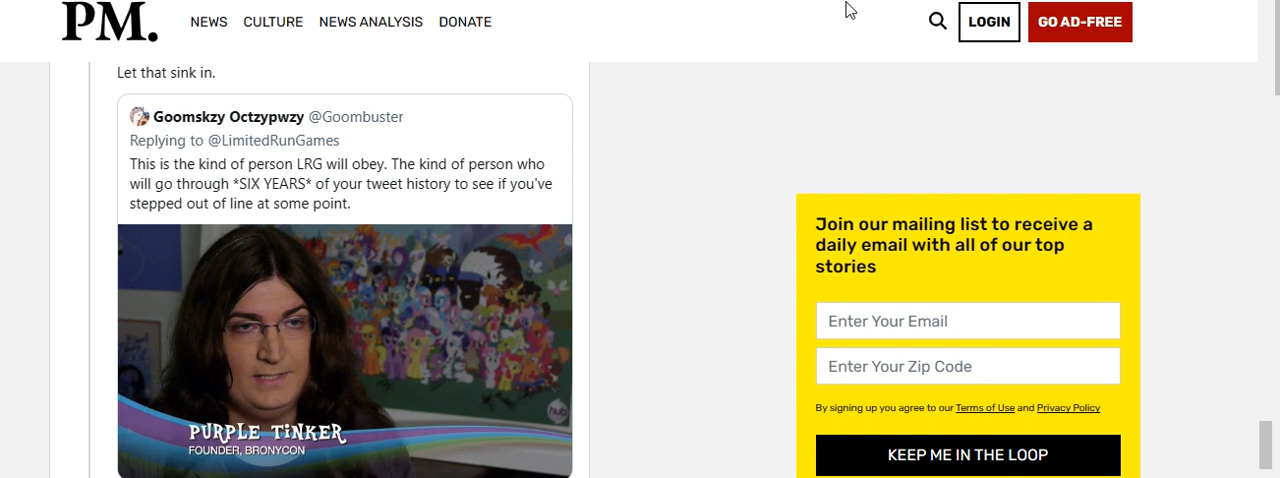 PM.
NEWS CULTURE NEWS ANALYSIS DONATE
LOGIN
GO AD-FREE
Let that sink in.
Goomskzy Octzypwzy @Goombuster
Replying to @LimitedRunGames
This is the kind of person LRG will obey. The kind of person who
will go through *SIX YEARS* of your tweet history to see if you've
stepped out of line at some point.
hub
PURPLE TINKER
FOUNDER, BRONYCON
Join our mailing list to receive a
daily email with all of our top
stories
Enter Your Email
Enter Your Zip Code
By signing up you agree to our Terms of Use and Privacy Policy
KEEP ME IN THE LOOP